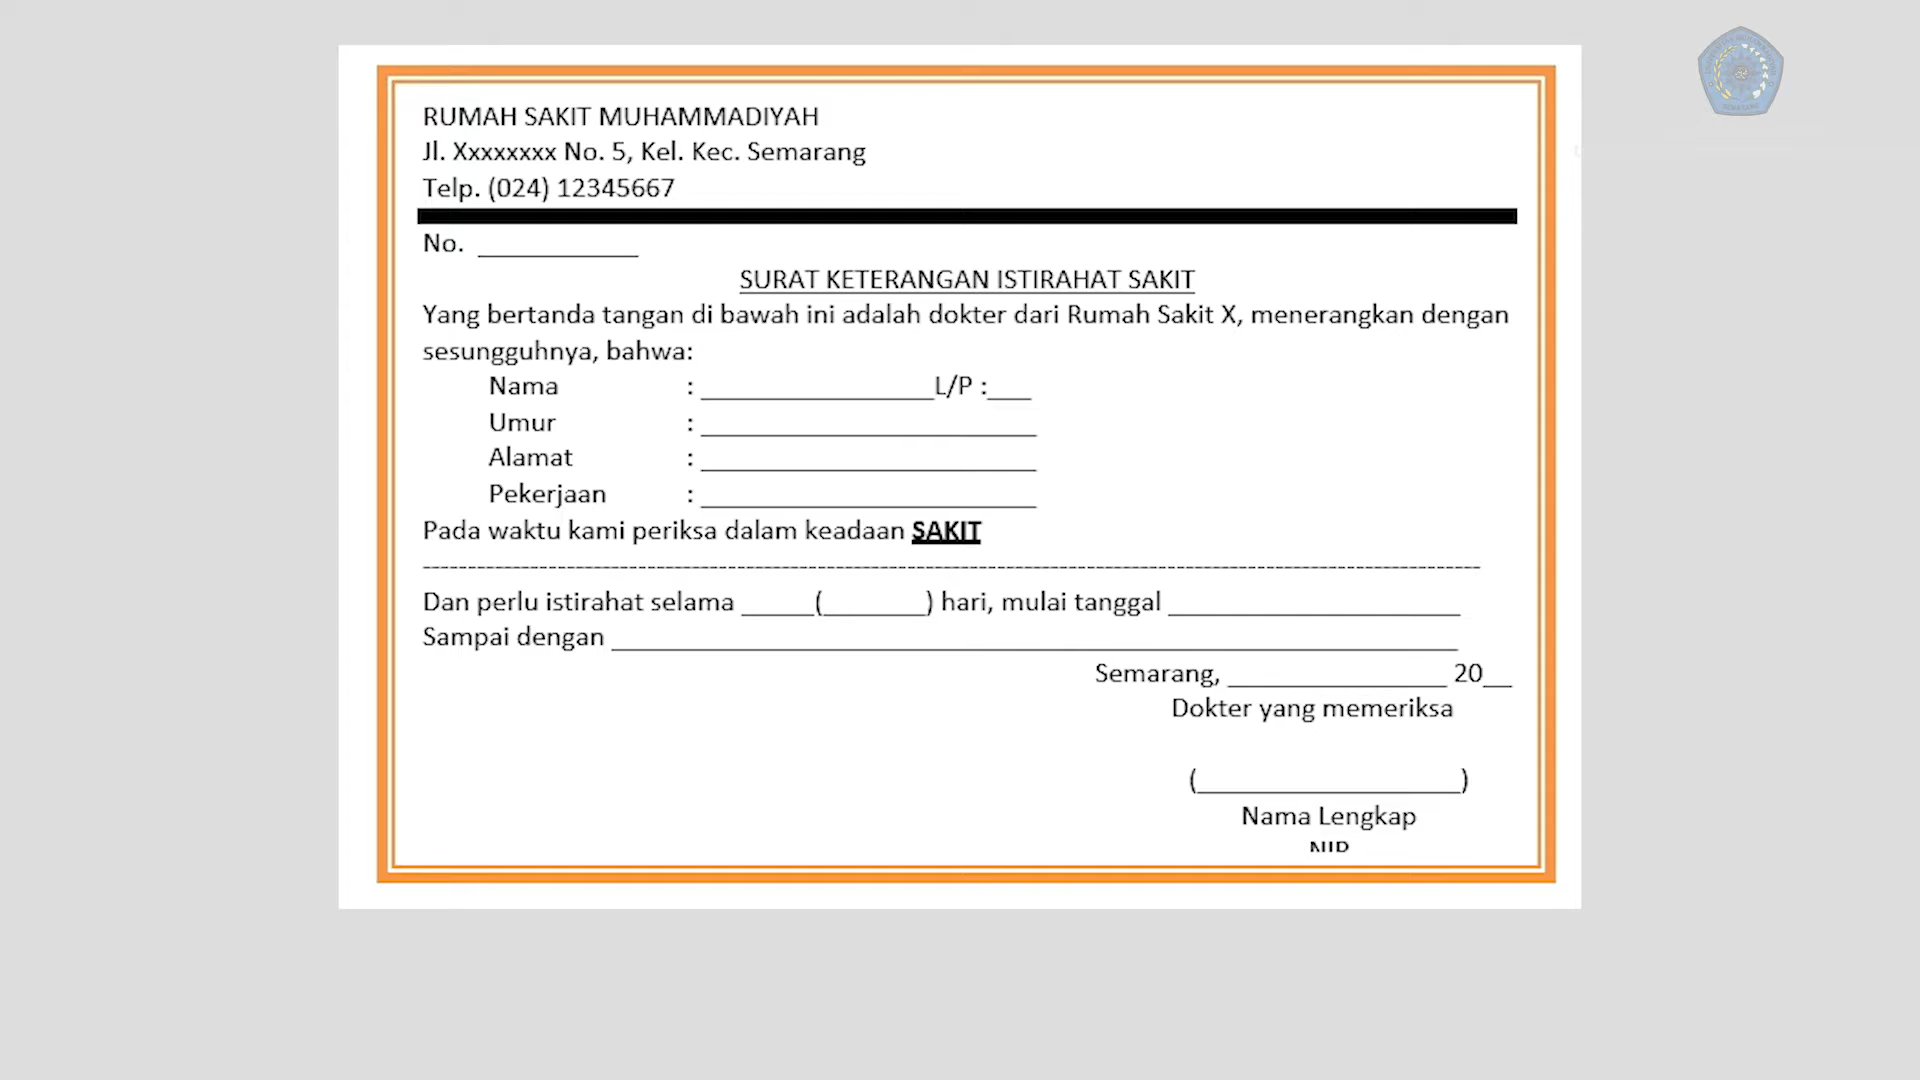 RUMAH SAKIT MUHAMMADIYAH
Jl. Xxxxxxxx No. 5, Kel. Kec. Semarang
Telp. (024) 12345667
No. ___________
SURAT KETERANGAN ISTIRAHAT SAKIT
Yang bertanda tangan di bawah ini adalah dokter dari Rumah Sakit X, menerangkan dengan
sesungguhnya, bahwa:
Nama : ________________L/P :___
Umur : _______________________
Alamat : _______________________
Pekerjaan : _______________________
Pada waktu kami periksa dalam keadaan SAKIT
Dan perlu istirahat selama _____(_______) hari, mulai tanggal ____________________
Sampai dengan __________________________________________________________
Semarang, _______________ 20__
Dokter yang memeriksa
(__________________)
Nama Lengkap
NIP